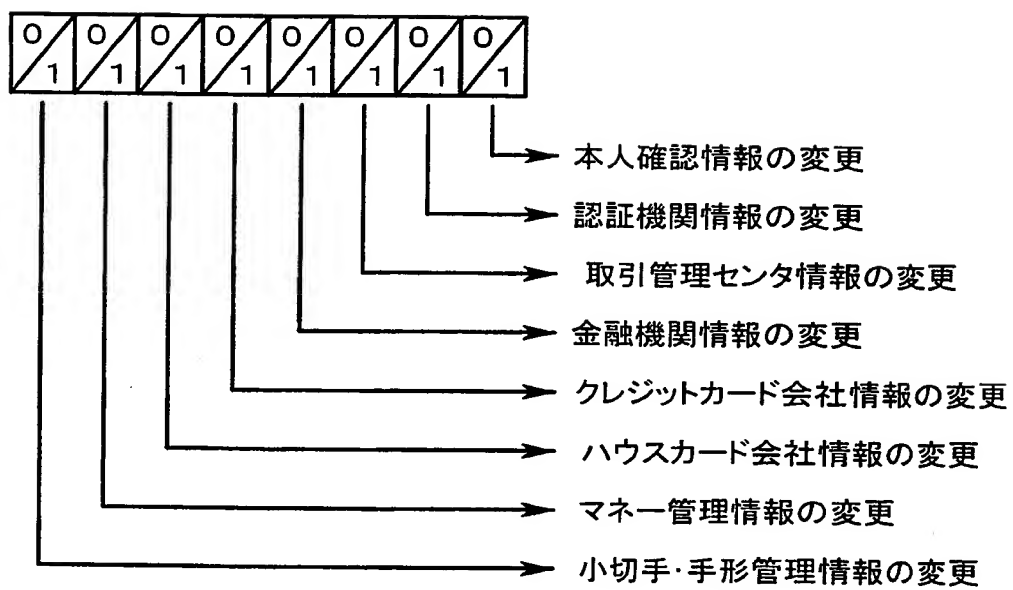 0/1 0/1 0/1 0/1 0/1 0/1 0/1 0/1
本人確認情報の変更
認証機関情報の変更
取引管理センタ情報の変更
金融機関情報の変更
クレジットカード会社情報の変更
ハウスカード会社情報の変更
マネー管理情報の変更
小切手・手形管理情報の変更